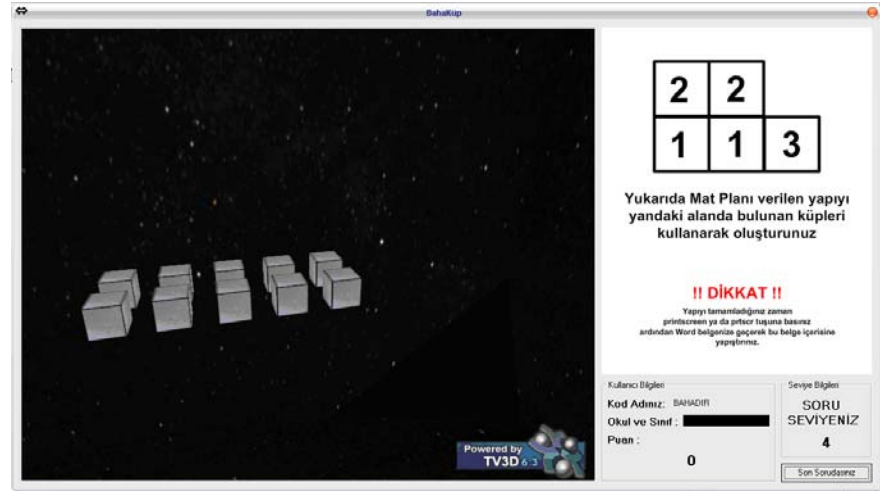 BahaKüp
2 2
1 1 3
Yukarıda Mat Planı verilen yapıyı
yandaki alanda bulunan küpleri
kullanarak oluşturunuz
!! DİKKAT !!
Yapıyı tamamladığınız zaman
printscreen ya da prtscr tuşuna basınız
ardından Word belgenize geçerek bu belge içerisine
yapıştırınız.
Kullanıcı Bilgileri
Kod Adınız: BAHADIR
Okul ve Sınıf :
Puan :
0
Seviye Bilgileri
SORU
SEVİYENİZ
4
Son Sorudasınız
Powered by
TV3D 6.3